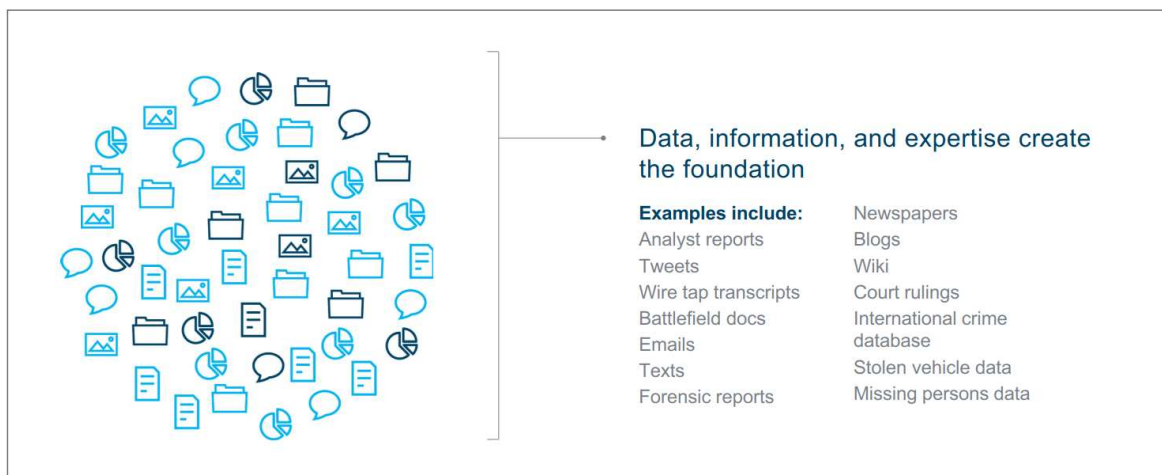 Data, information, and expertise create
the foundation
Examples include:
Analyst reports
Tweets
Wire tap transcripts
Battlefield docs
Emails
Texts
Forensic reports
Newspapers
Blogs
Wiki
Court rulings
International crime
database
Stolen vehicle data
Missing persons data